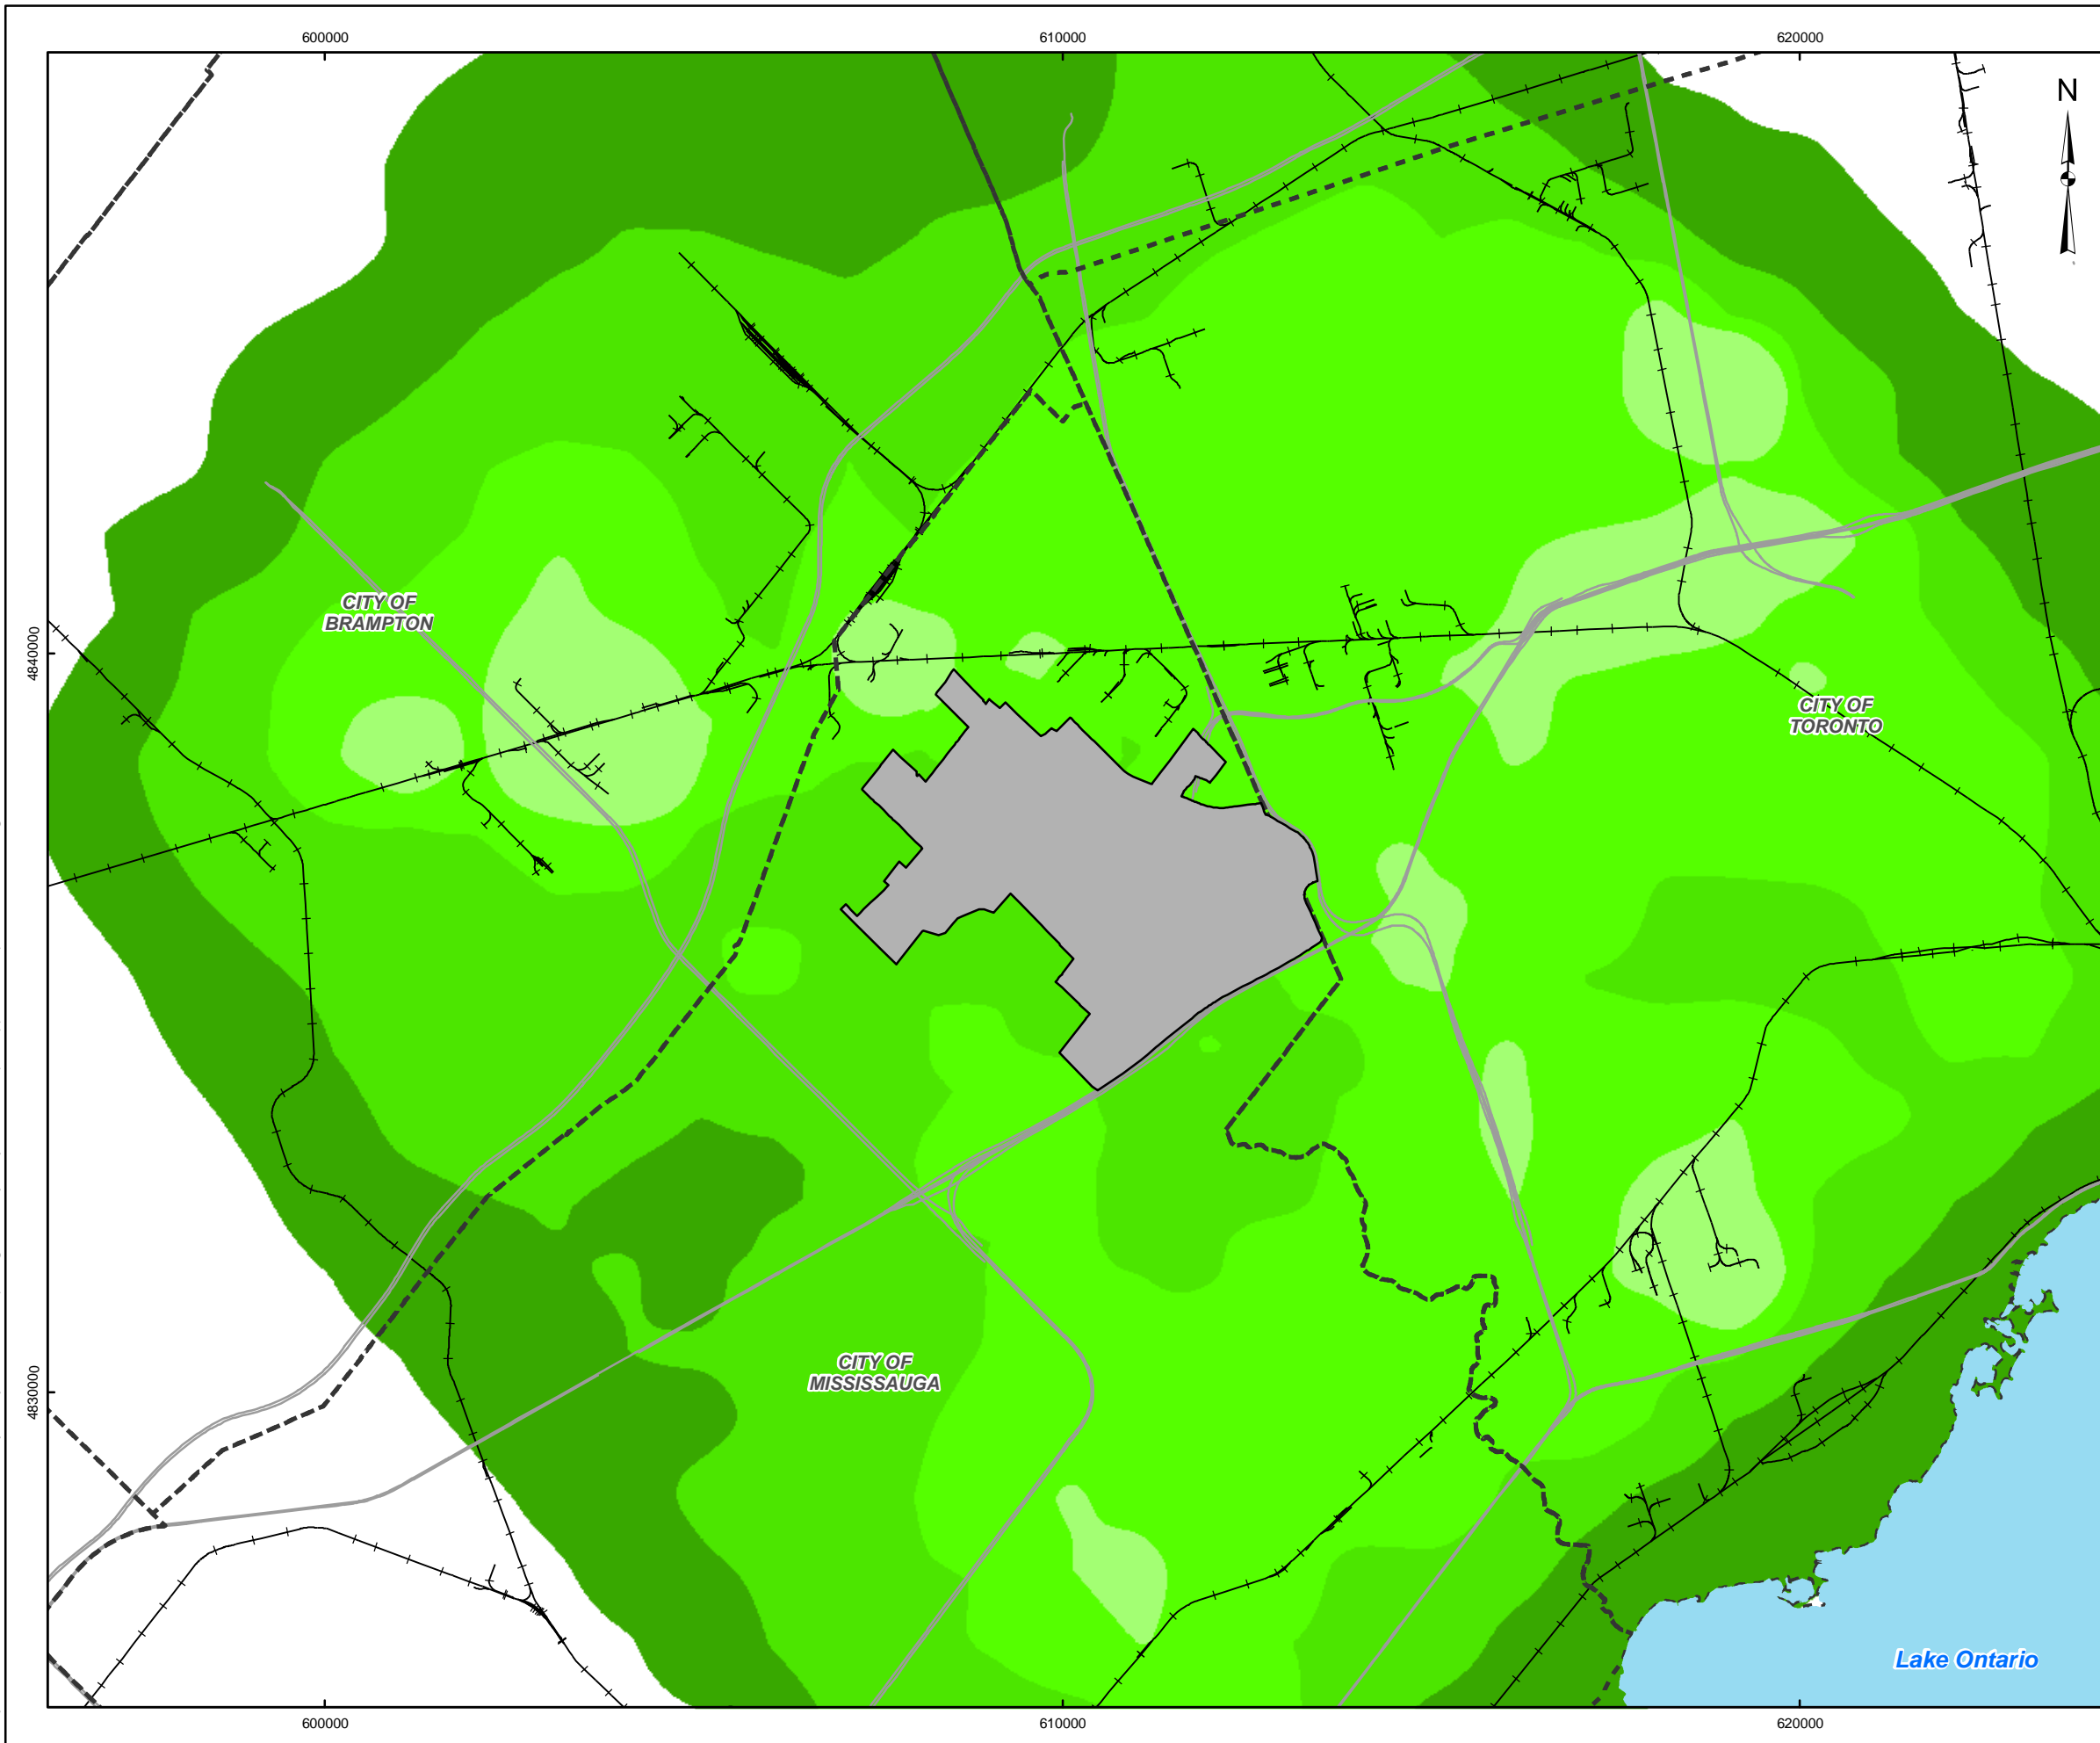 600000
610000
620000
N
CITY OF
BRAMPTON
4840000
CITY OF
TORONTO
CITY OF
MISSISSAUGA
4830000
Lake Ontario
600000
610000
620000